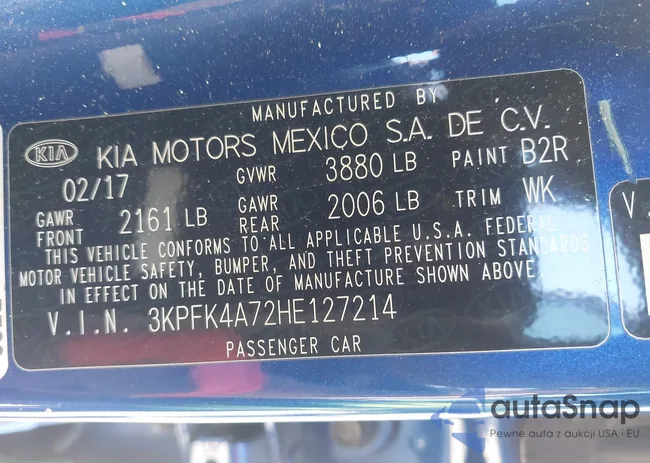 MANUFACTURED BY
KIA KIA MOTORS MEXICO S.A. DE C.V.
02/17 GVWR 3880 LB PAINT B2R
GAWR FRONT 2161 LB GAWR REAR 2006 LB TRIM WK
THIS VEHICLE CONFORMS TO ALL APPLICABLE U.S.A. FEDERAL
MOTOR VEHICLE SAFETY, BUMPER, AND THEFT PREVENTION STANDARDS
IN EFFECT ON THE DATE OF MANUFACTURE SHOWN ABOVE.
V.I.N. 3KPFK4A72HE127214
PASSENGER CAR
V.
autaSnap
Pewne auta z aukcji USA i EU